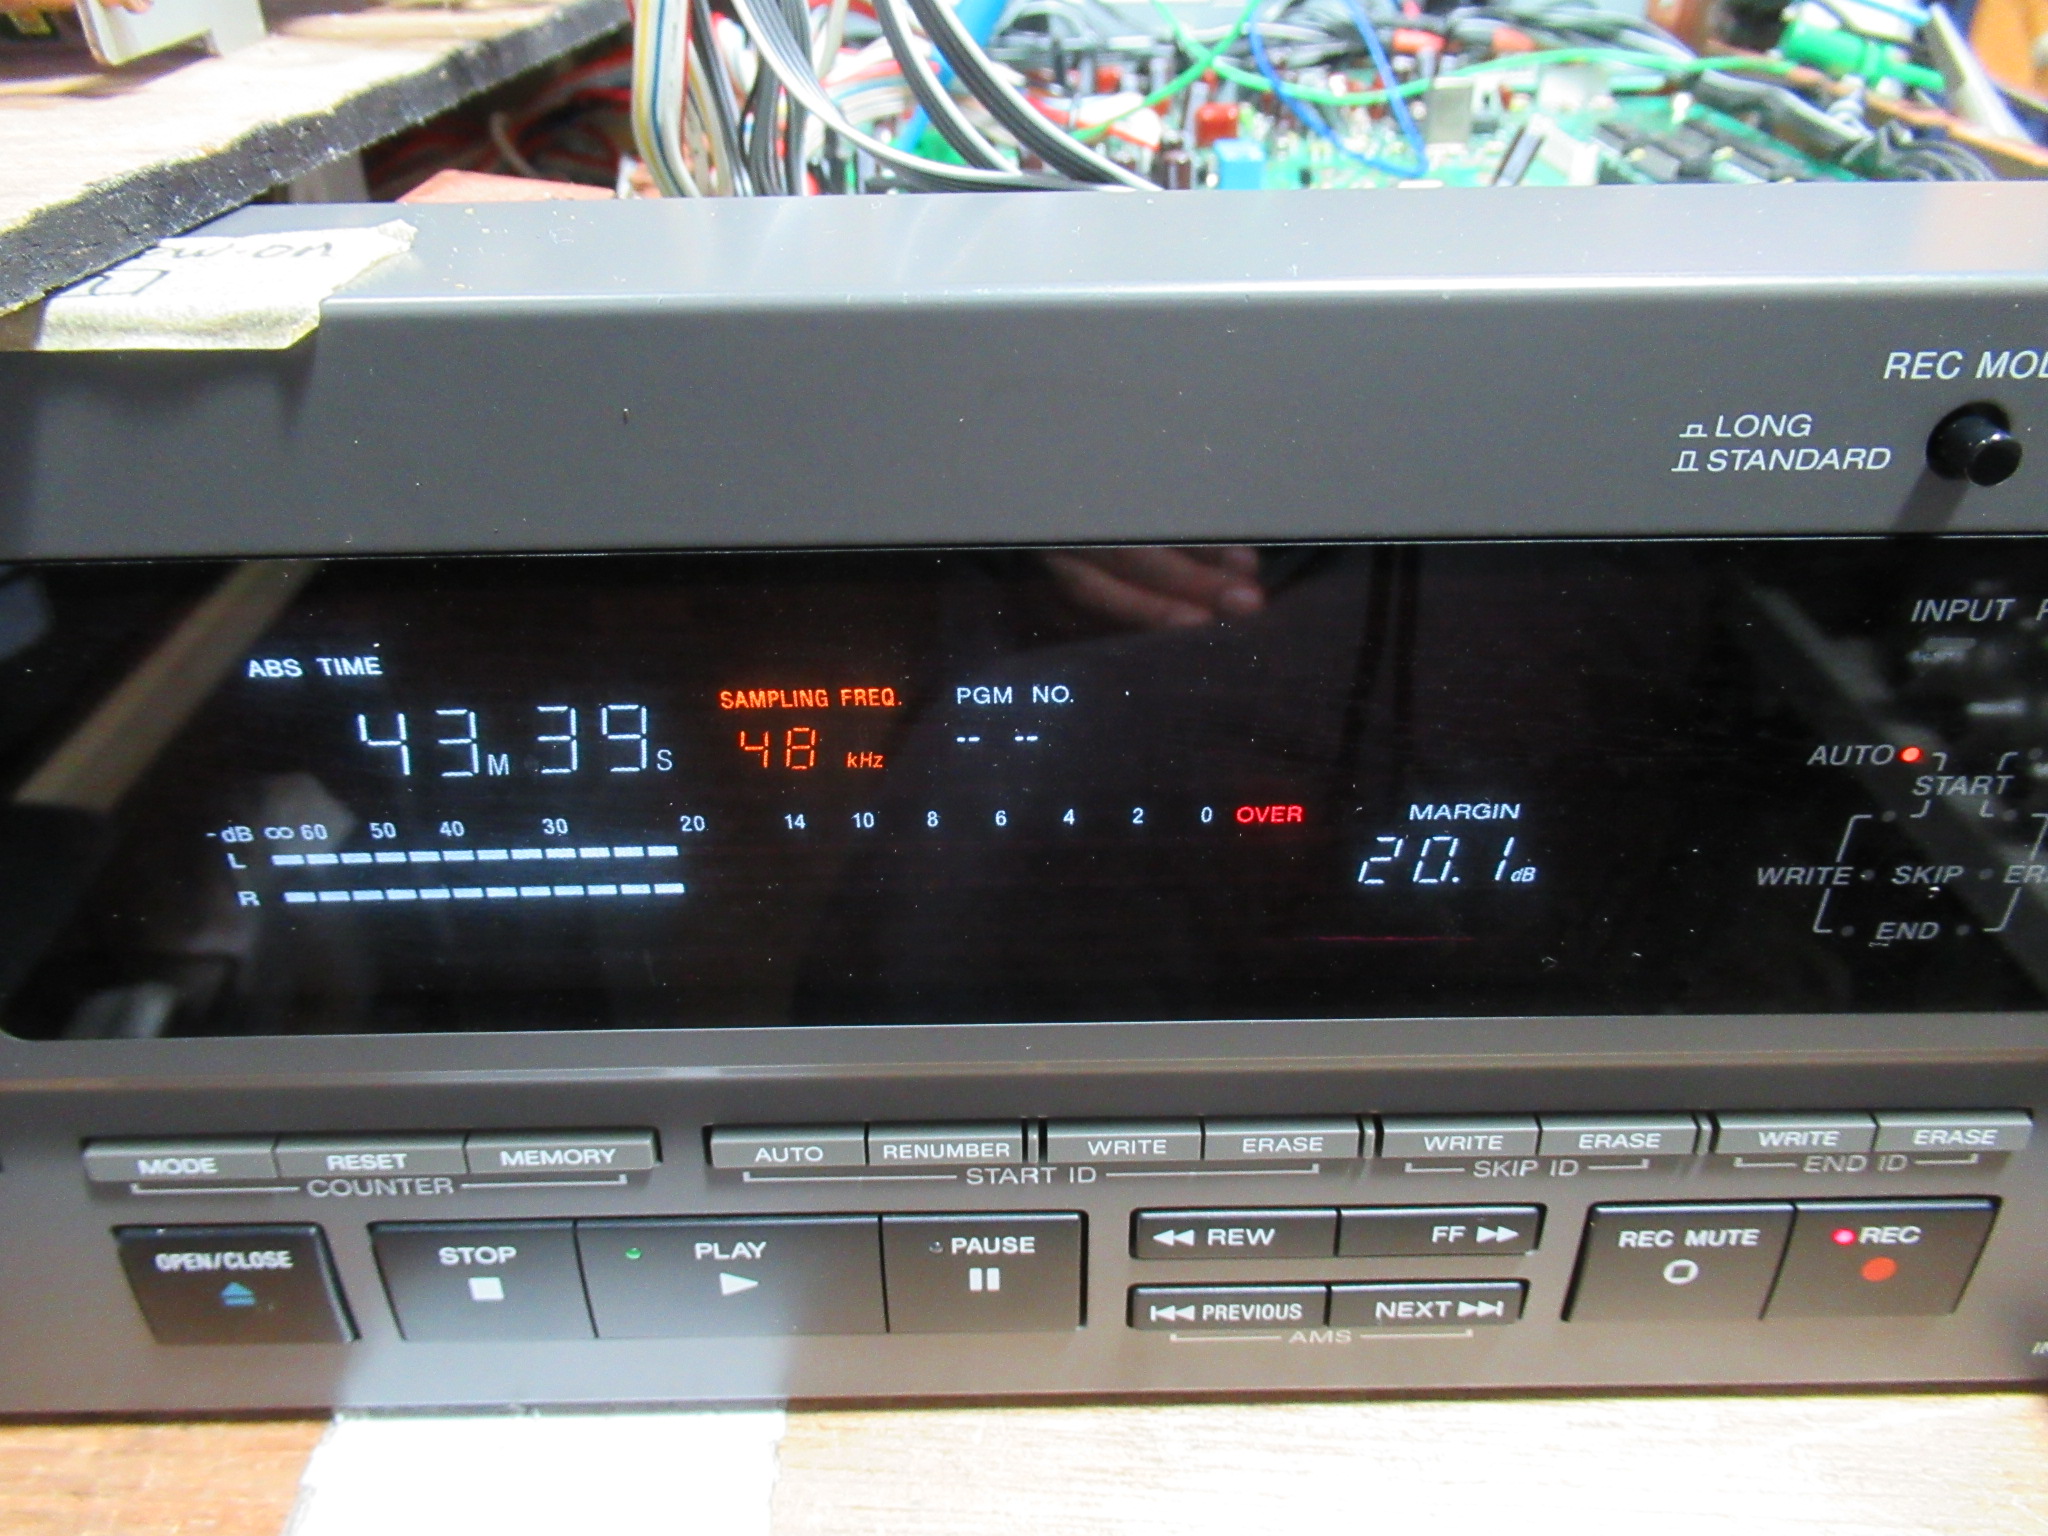 ow-on
REC
LONG
STANDARD
INPUT
ABS TIME
SAMPLING FREQ.
PGM NO.
43M 39S
48 kHz
-- --
AUTO
START
-dB ∞ 60 50 40 30 20 14 10 8 6 4 2 0 OVER
MARGIN
L
20.1dB
R
WRITE SKIP
END
MODE RESET MEMORY
COUNTER
AUTO RENUMBER WRITE ERASE
START ID
WRITE ERASE
SKIP ID
WRITE ERASE
END ID
OPEN/CLOSE
STOP
PLAY
PAUSE
REW
FF
REC MUTE
REC
PREVIOUS
NEXT
AMS